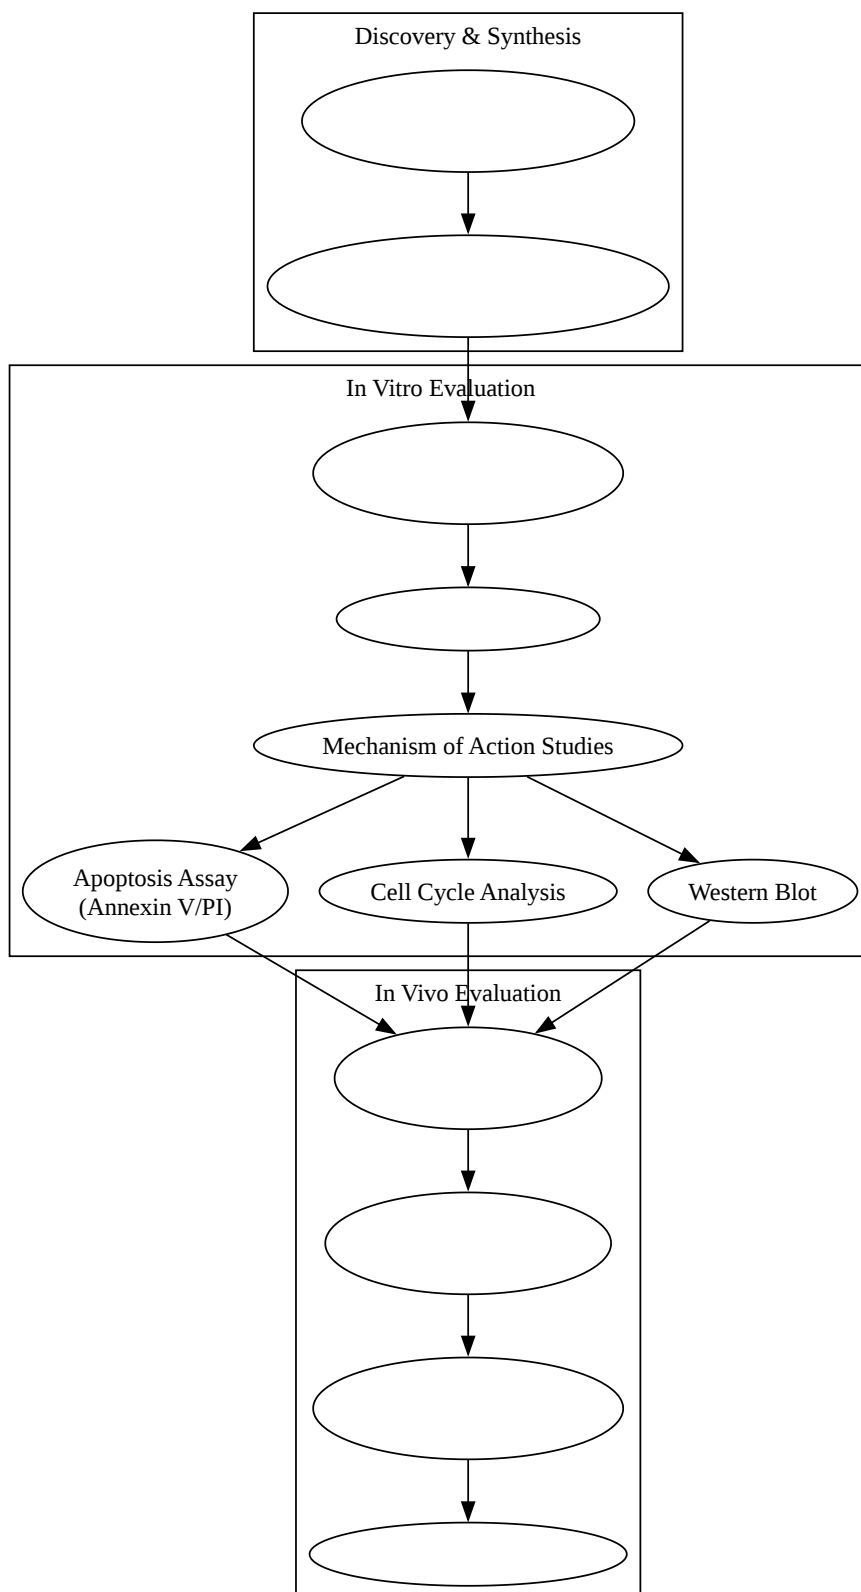 Discovery & Synthesis
In Vitro Evaluation
Mechanism of Action Studies
Apoptosis Assay
(Annexin V/PI)
Cell Cycle Analysis
Western Blot
In Vivo Evaluation